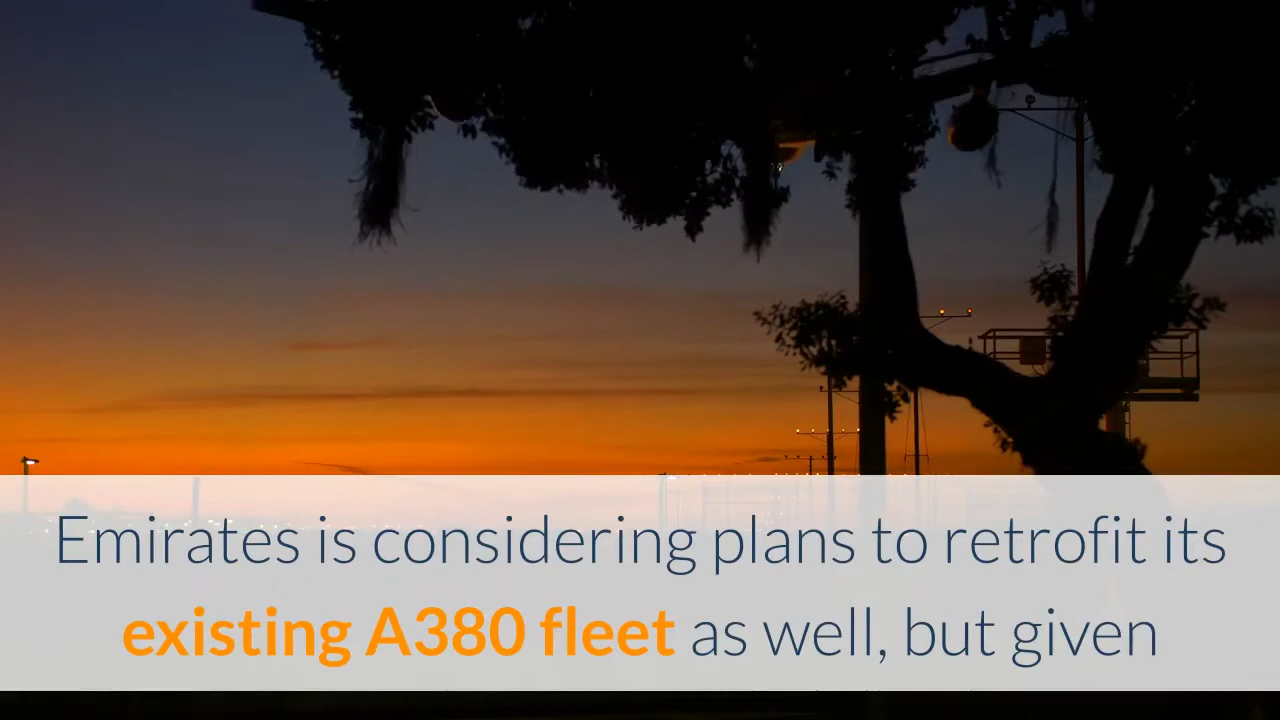 Emirates is considering plans to retrofit its
existing A380 fleet as well, but given